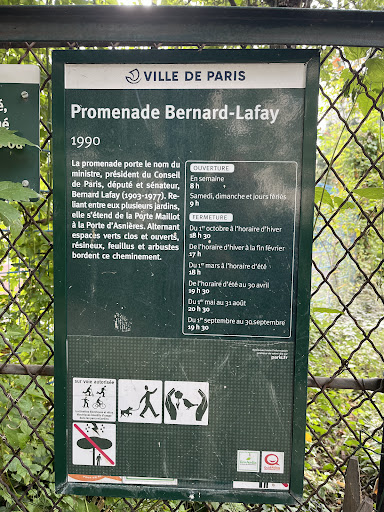 VILLE DE PARIS
Promenade Bernard-Lafay
1990
La promenade porte le nom du
ministre, président du Conseil
de Paris, député et sénateur,
Bernard Lafay (1903-1977). Re-
liant entre eux plusieurs jardins,
elle s'étend de la Porte Maillot
à la Porte d'Asnières. Alternant
espaces verts clos et ouverts,
résineux, feuillus et arbustes
bordent ce cheminement.
OUVERTURE
En semaine
8 h
Samedi, dimanche et jours fériés
9 h
FERMETURE
Du 1er octobre à l'horaire d'hiver
18 h 30
De l'horaire d'hiver à la fin février
17 h
Du 1er mars à l'horaire d'été
18 h
De l'horaire d'été au 30 avril
19 h 30
Du 1er mai au 31 août
20 h 30
Du 1er septembre au 30 septembre
19 h 30
paris.fr
sur voie autorisée